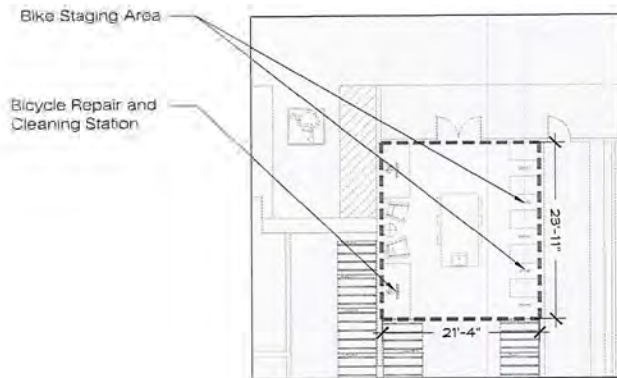 Bike Staging Area
Bicycle Repair and
Cleaning Station
23'-11"
21'-4"